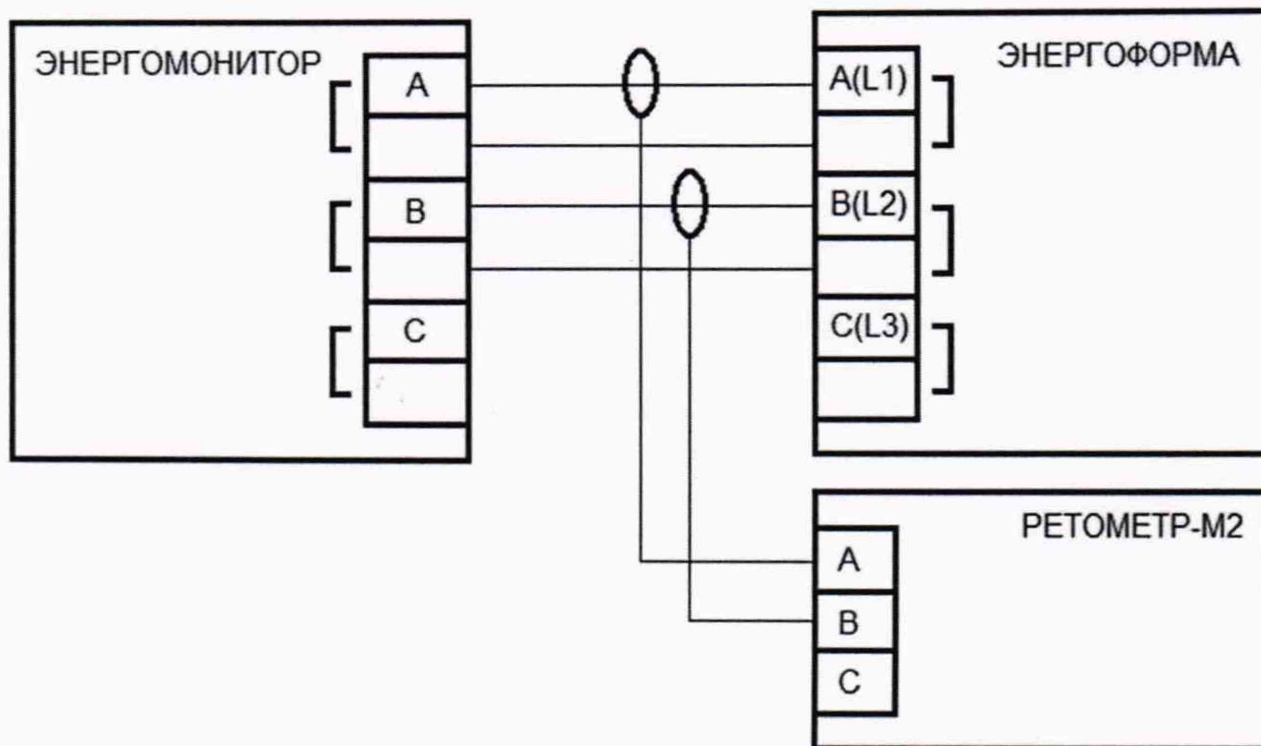 ЭНЕРГОМОНИТОР
A
B
C
ЭНЕРГОФОРМА
A(L1)
B(L2)
C(L3)
РЕТОМЕТР-М2
A
B
C